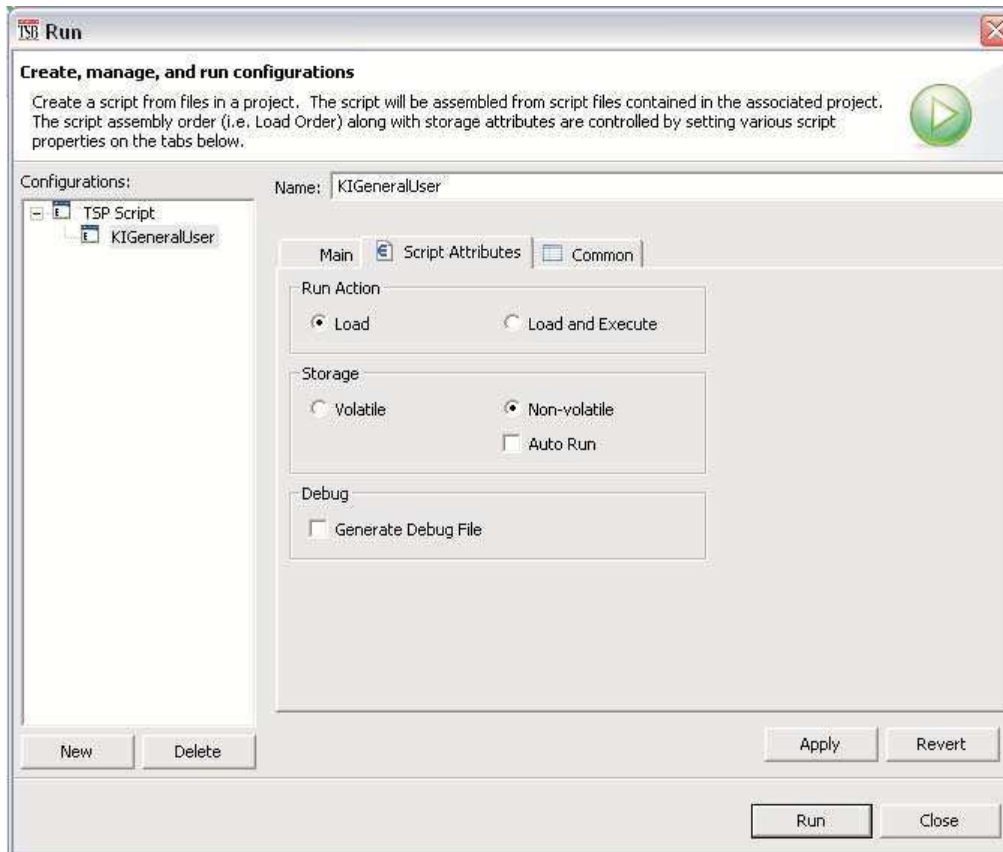 TSB Run
Create, manage, and run configurations
Create a script from files in a project. The script will be assembled from script files contained in the associated project.
The script assembly order (i.e. Load Order) along with storage attributes are controlled by setting various script
properties on the tabs below.
Configurations:
Name: KIGeneralUser
TSP Script
KIGeneralUser
Main Script Attributes Common
Run Action
Load Load and Execute
Storage
Volatile Non-volatile
Auto Run
Debug
Generate Debug File
New Delete
Apply Revert
Run Close